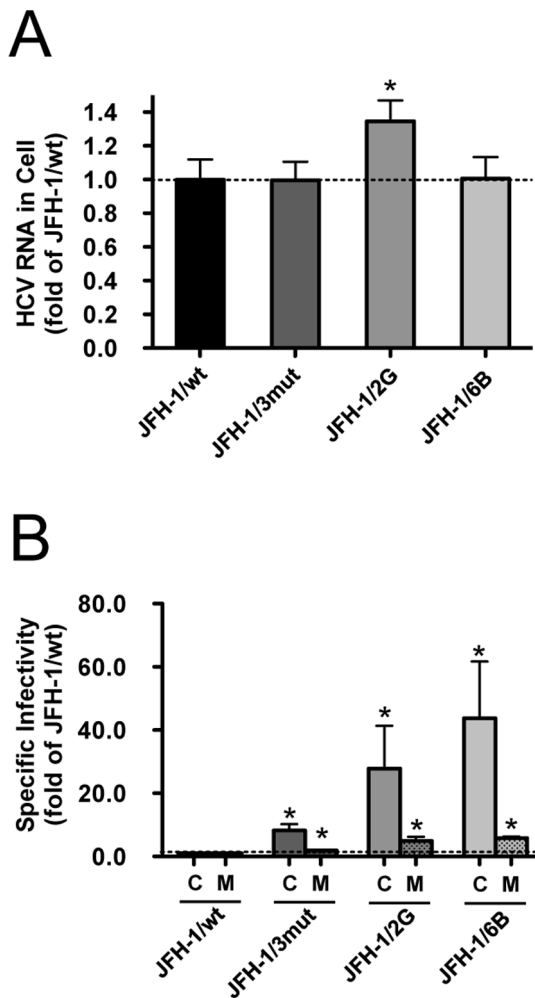 A
HCV RNA in Cell
(fold of JFH-1/wt)
1.4
1.2
1.0
0.8
0.6
0.4
0.2
0.0
*
JFH-1/wt
JFH-1/3mut
JFH-1/2G
JFH-1/6B
B
Specific Infectivity
(fold of JFH-1/wt)
80.0
60.0
40.0
20.0
0.0
* * * * * *
C M C M C M C M
JFH-1/wt
JFH-1/3mut
JFH-1/2G
JFH-1/6B